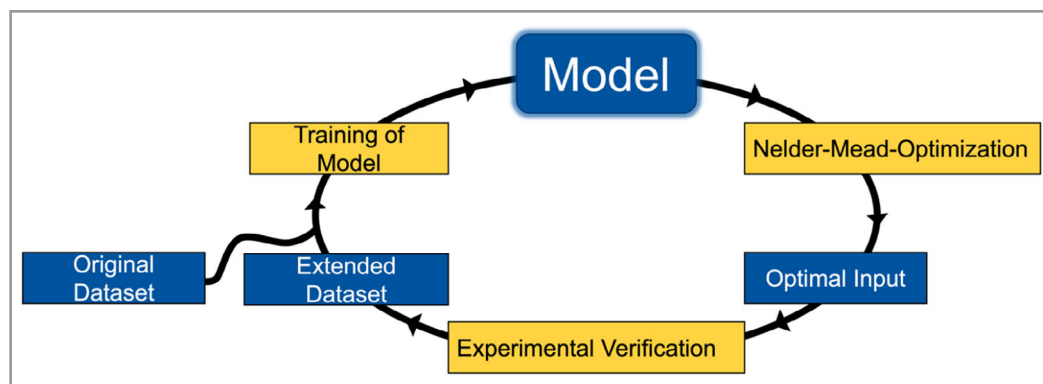 Model
Training of
Model
Nelder-Mead-Optimization
Original
Dataset
Extended
Dataset
Optimal Input
Experimental Verification